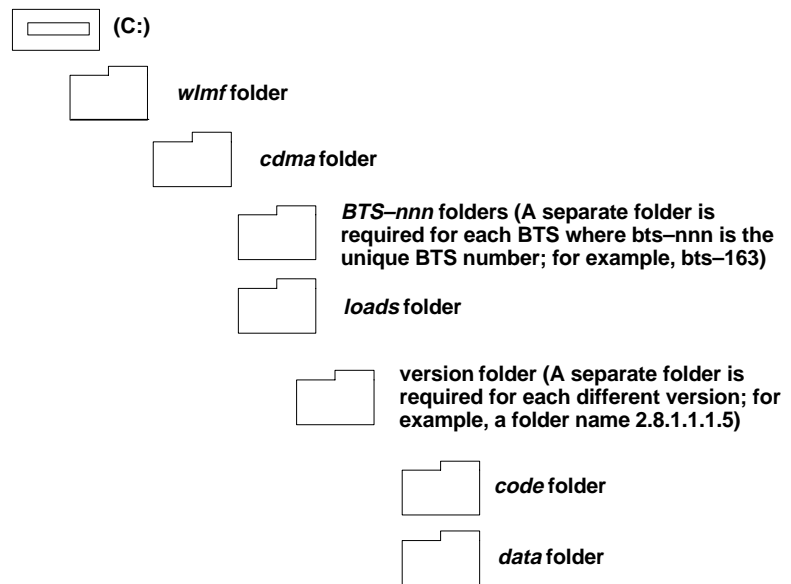 (C:)
wlmf folder
cdma folder
BTS–nnn folders (A separate folder is
required for each BTS where bts–nnn is the
unique BTS number; for example, bts–163)
loads folder
version folder (A separate folder is
required for each different version; for
example, a folder name 2.8.1.1.1.5)
code folder
data folder